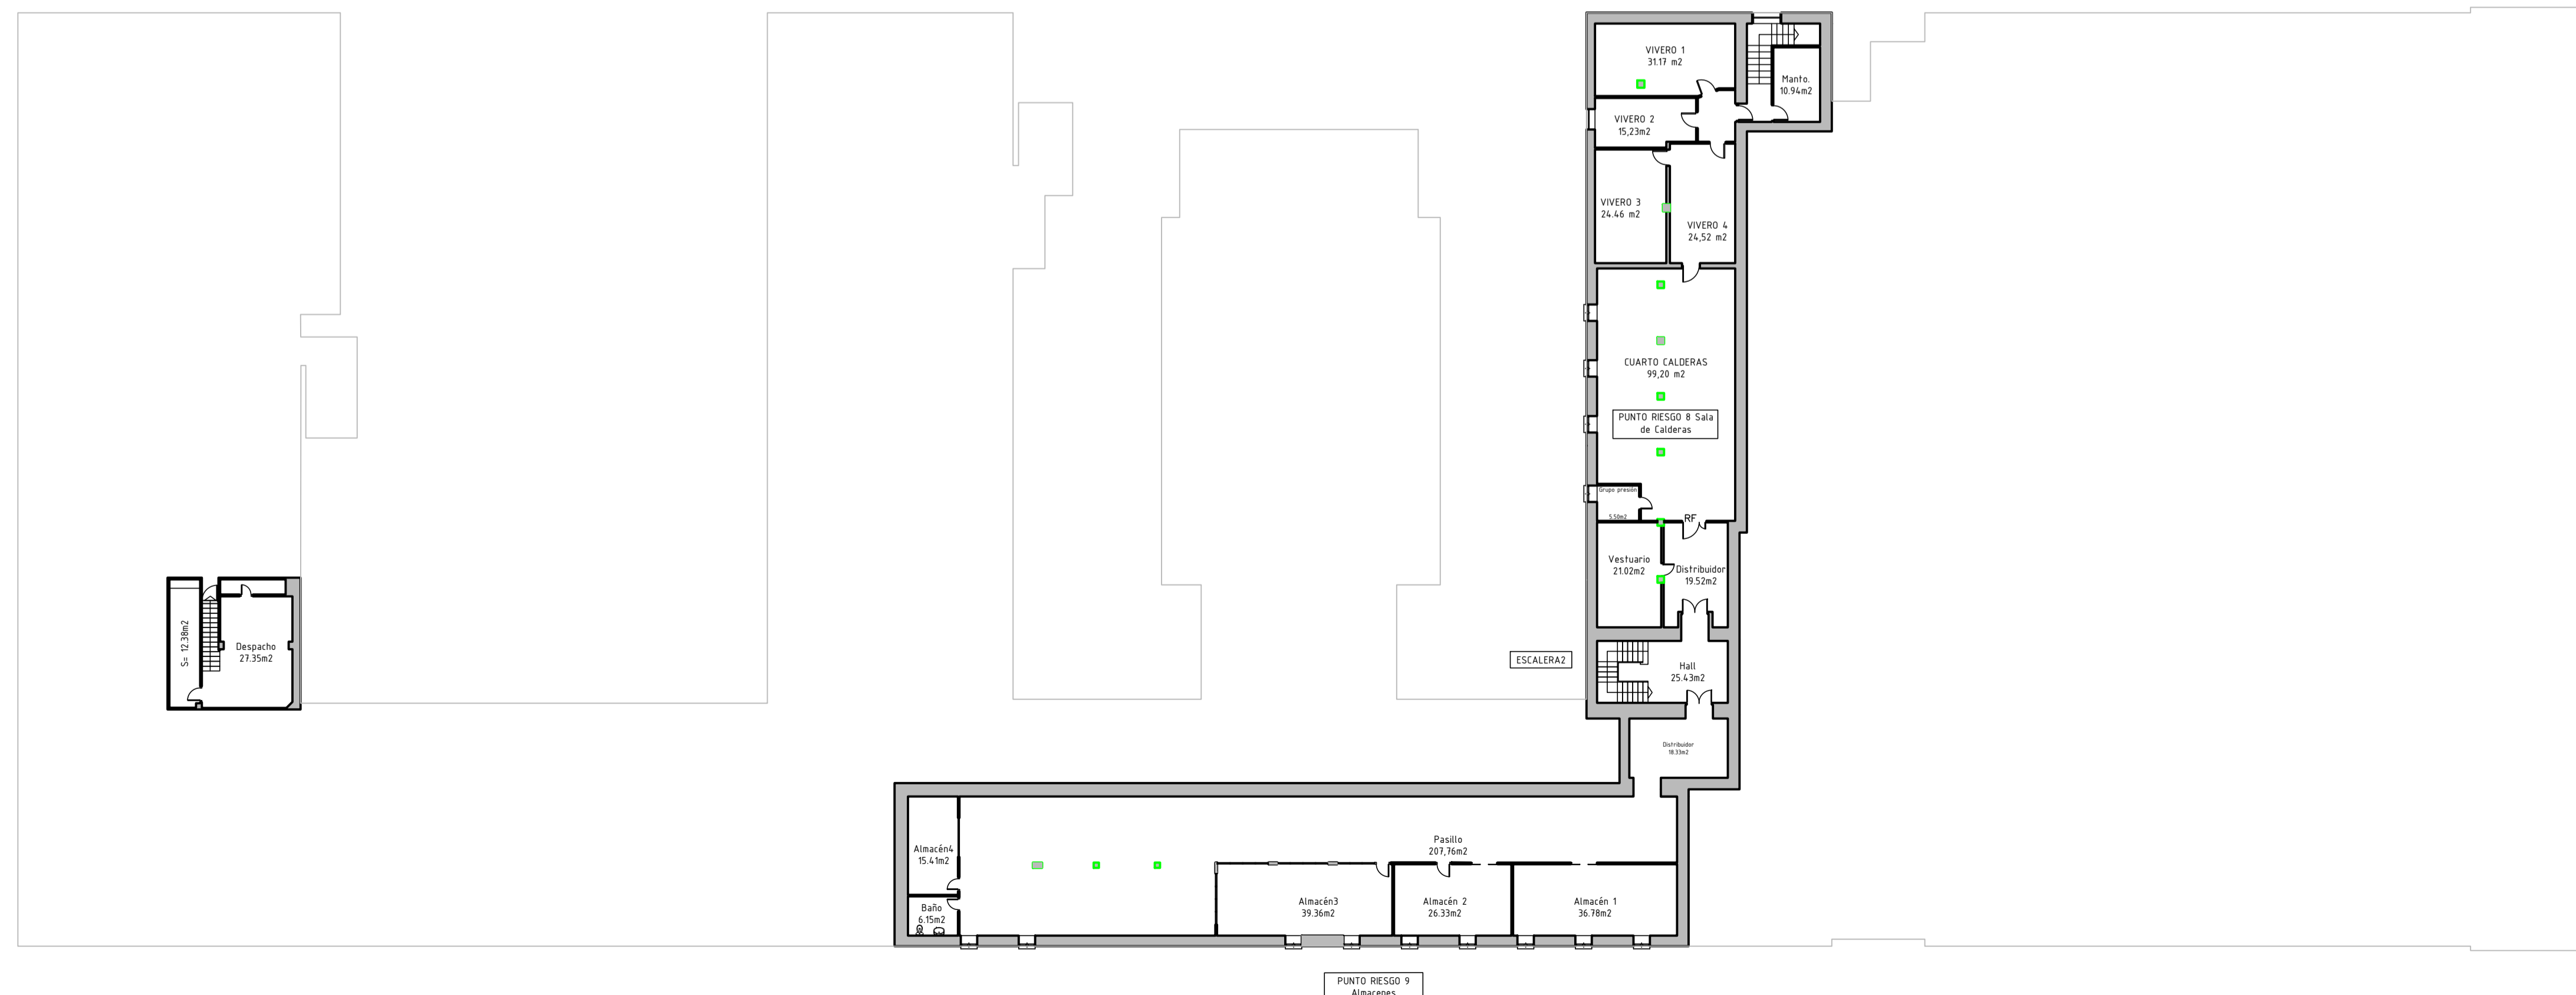 VIVERO 1
31.17 m2
Manto.
10.94m2
VIVERO 2
15,23m2
VIVERO 3
24.46 m2
VIVERO 4
24,52 m2
CUARTO CALDERAS
99,20 m2
PUNTO RIESGO 8 Sala
de Calderas
Grupo presión
5.50m2
RF
Vestuario
21.02m2
Distribuidor
19.52m2
S= 12.38m2
Despacho
27.35m2
ESCALERA2
Hall
25.43m2
Distribuidor
18.33m2
Pasillo
207,76m2
Almacén4
15.41m2
Baño
6.15m2
Almacén3
39.36m2
Almacén 2
26.33m2
Almacén 1
36.78m2
PUNTO RIESGO 9
Almacenes